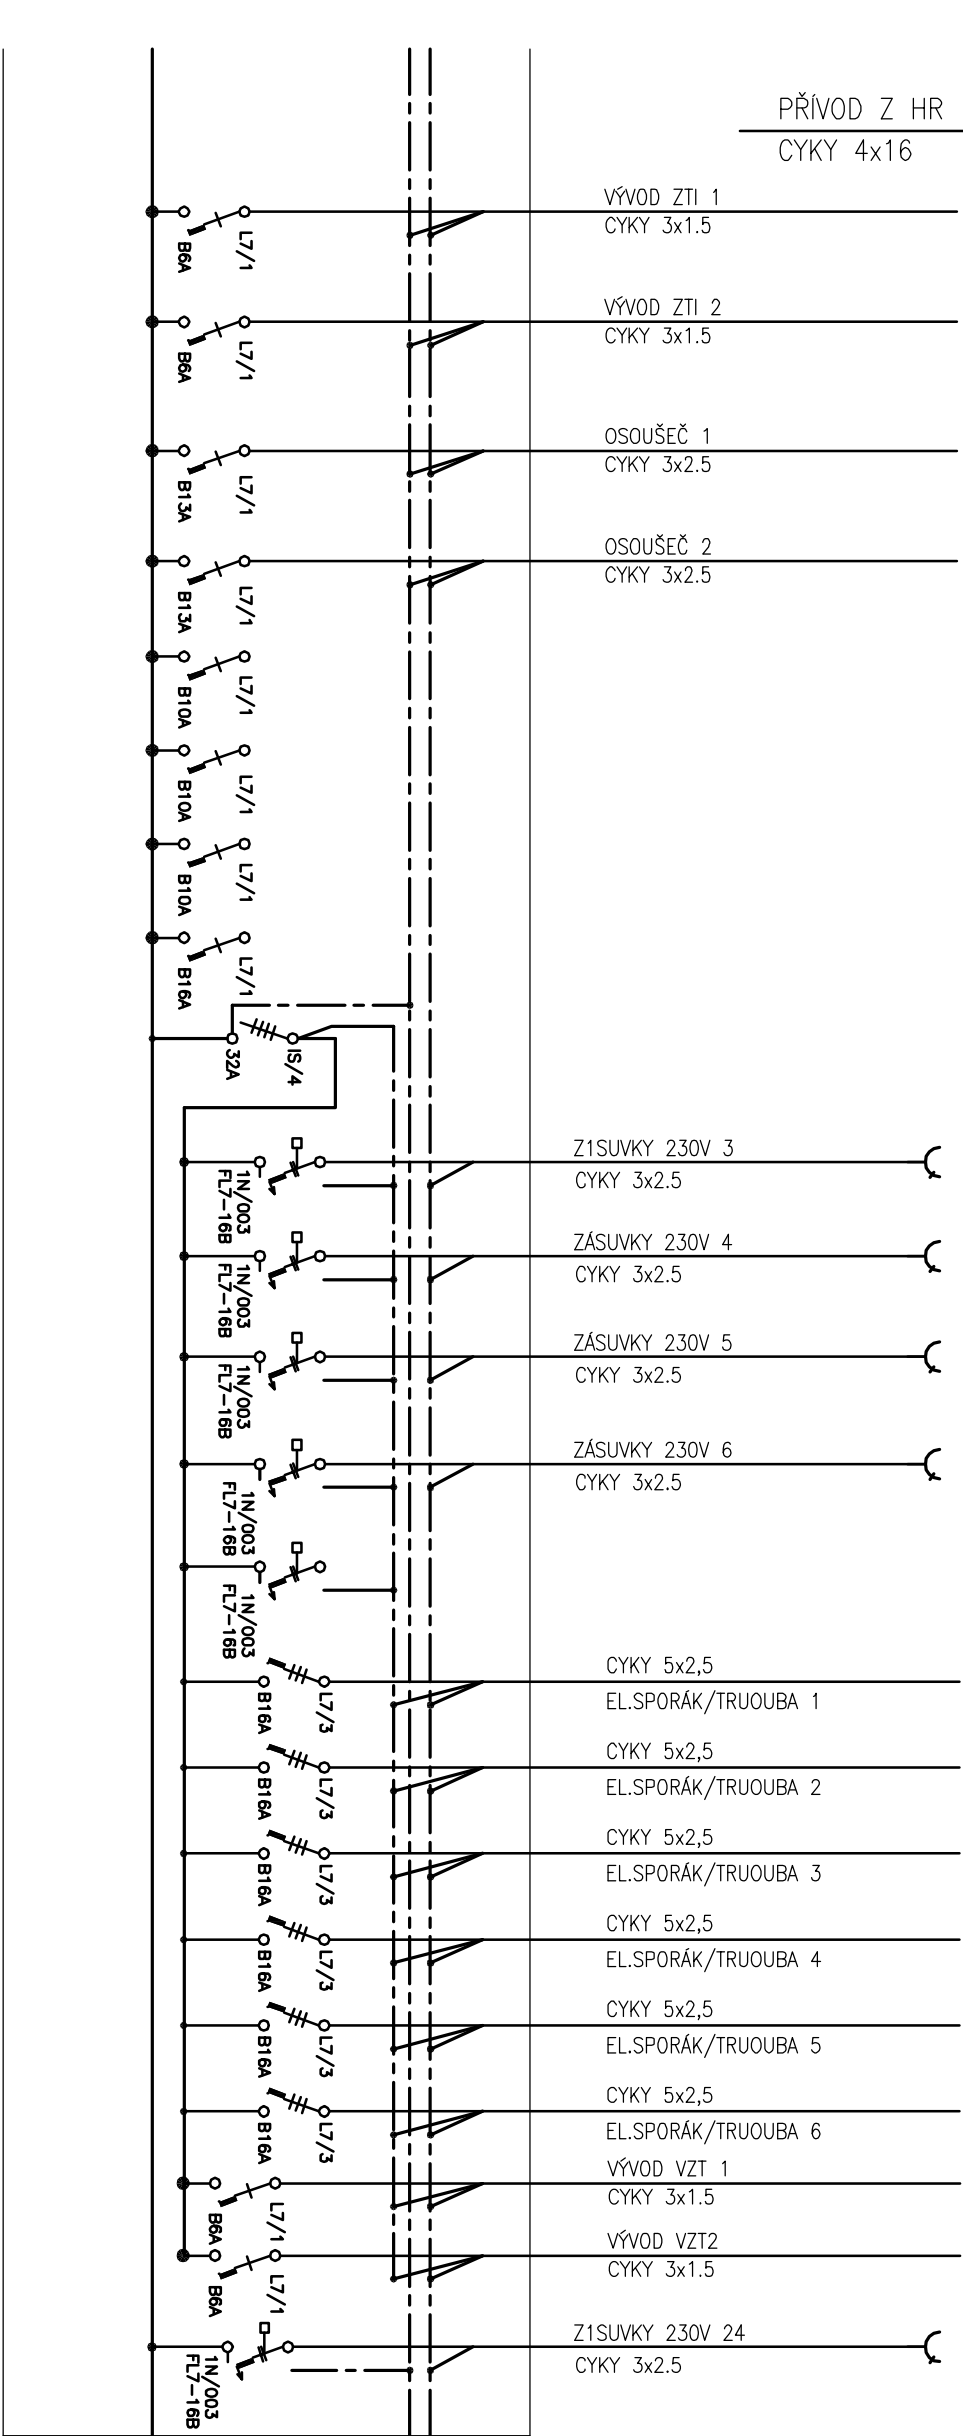 PŘÍVOD Z HR
CYKY 4x16
VÝVOD ZTI 1
CYKY 3x1.5
B6A
L7/1
VÝVOD ZTI 2
CYKY 3x1.5
B6A
L7/1
OSOUŠEČ 1
CYKY 3x2.5
B13A
L7/1
OSOUŠEČ 2
CYKY 3x2.5
B13A
L7/1
B10A
L7/1
B10A
L7/1
B10A
L7/1
B16A
L7/1
32A
IS/4
Z1SUVKY 230V 3
CYKY 3x2.5
1N/003
FL7-16B
ZÁSUVKY 230V 4
CYKY 3x2.5
1N/003
FL7-16B
ZÁSUVKY 230V 5
CYKY 3x2.5
1N/003
FL7-16B
ZÁSUVKY 230V 6
CYKY 3x2.5
1N/003
FL7-16B
1N/003
FL7-16B
CYKY 5x2,5
EL.SPORÁK/TRUOUBA 1
B16A
L7/3
CYKY 5x2,5
EL.SPORÁK/TRUOUBA 2
B16A
L7/3
CYKY 5x2,5
EL.SPORÁK/TRUOUBA 3
B16A
L7/3
CYKY 5x2,5
EL.SPORÁK/TRUOUBA 4
B16A
L7/3
CYKY 5x2,5
EL.SPORÁK/TRUOUBA 5
B16A
L7/3
CYKY 5x2,5
EL.SPORÁK/TRUOUBA 6
B16A
L7/3
VÝVOD VZT 1
CYKY 3x1.5
B6A
L7/1
VÝVOD VZT2
CYKY 3x1.5
B6A
L7/1
Z1SUVKY 230V 24
CYKY 3x2.5
1N/003
FL7-16B